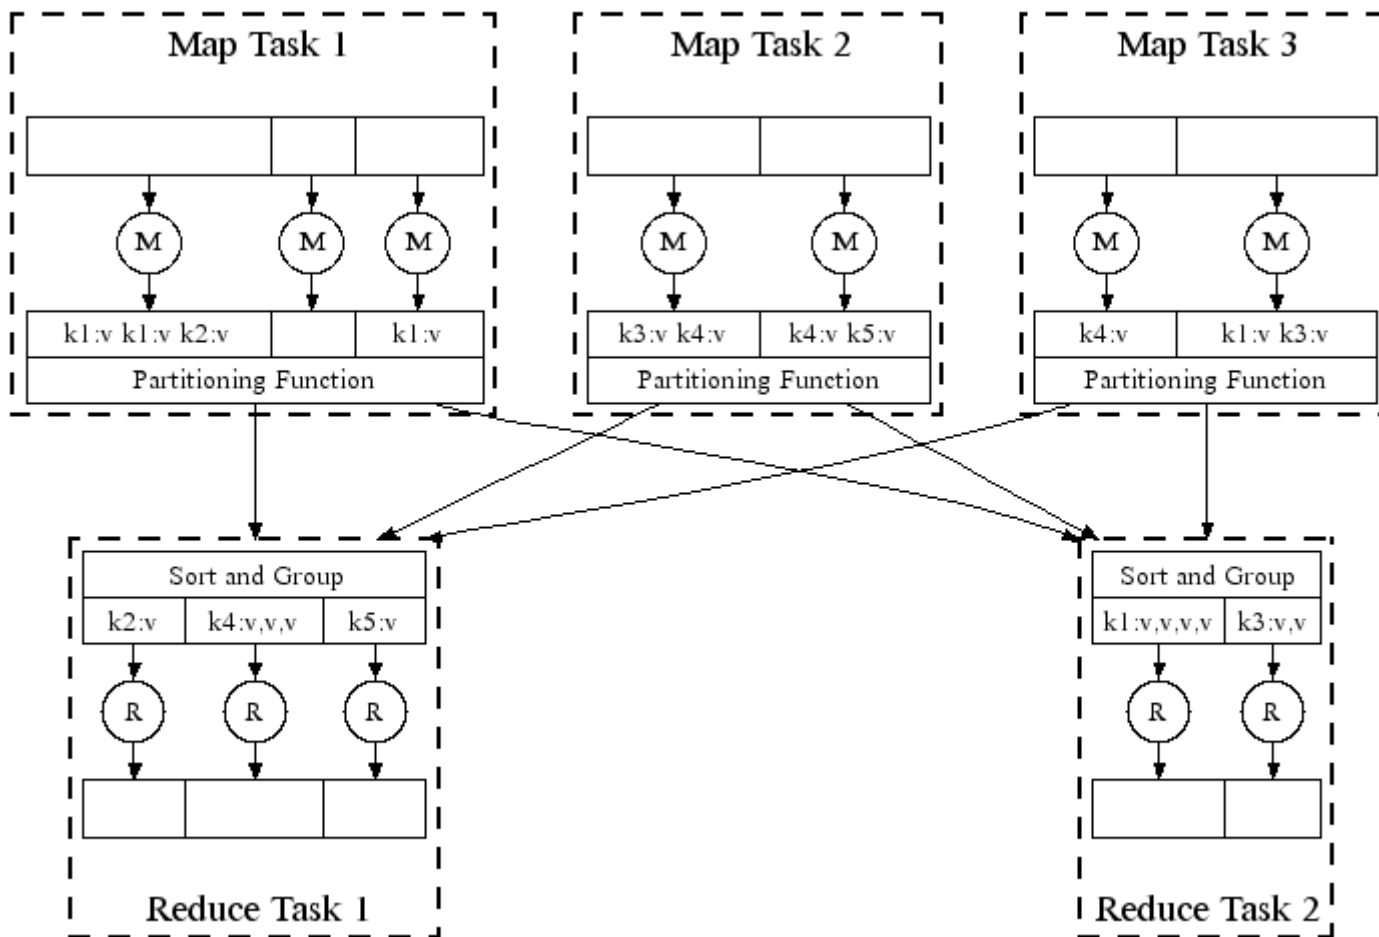 Map Task 1
Map Task 2
Map Task 3
M
M
M
M
M
M
M
k1:v k1:v k2:v
k1:v
k3:v k4:v
k4:v k5:v
k4:v
k1:v k3:v
Partitioning Function
Partitioning Function
Partitioning Function
Sort and Group
Sort and Group
k2:v
k4:v,v,v
k5:v
k1:v,v,v,v
k3:v,v
R
R
R
R
R
Reduce Task 1
Reduce Task 2